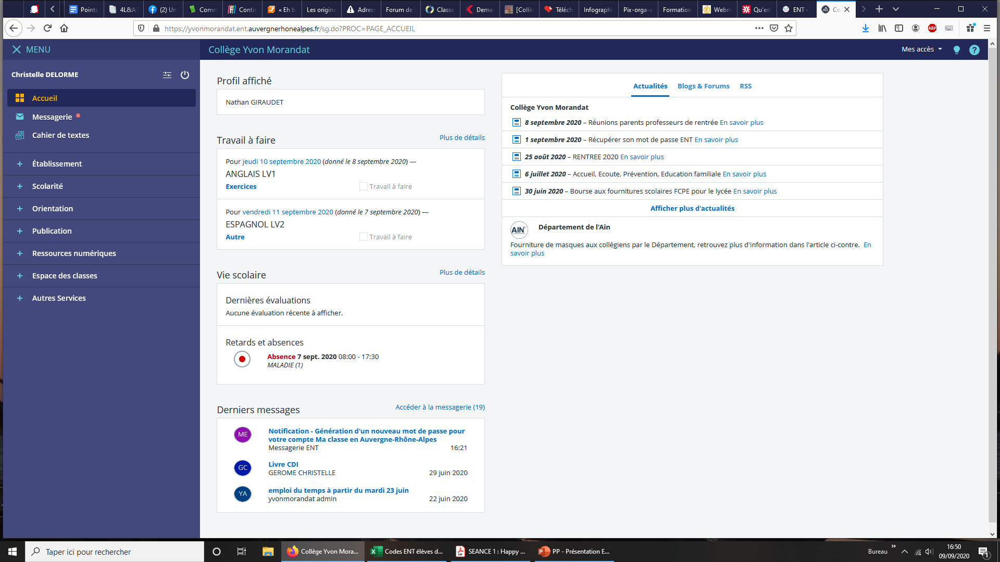 Points
4L&A
(2) Un
Comm
Contin
« Eh b
Les origine
Adres
Forum de
Classe
Dema
[Collè
Téléch
Infographi
Pix-orga-a
Formation
Webm
Qu'es
ENT -
Co
https://yvonmorandat.ent.auvergnerhonealpes.fr/sg.do?PROC=PAGE_ACCUEIL
ABP
MENU
Collège Yvon Morandat
Mes accès
?
Christelle DELORME
Accueil
Messagerie
Cahier de textes
+ Établissement
+ Scolarité
+ Orientation
+ Publication
+ Ressources numériques
+ Espace des classes
+ Autres Services
Profil affiché
Nathan GIRAUDET
Travail à faire
Plus de détails
Pour jeudi 10 septembre 2020 (donné le 8 septembre 2020) —
ANGLAIS LV1
Exercices
Travail à faire
Pour vendredi 11 septembre 2020 (donné le 7 septembre 2020) —
ESPAGNOL LV2
Autre
Travail à faire
Vie scolaire
Plus de détails
Dernières évaluations
Aucune évaluation récente à afficher.
Retards et absences
Absence 7 sept. 2020 08:00 - 17:30
MALADIE (1)
Derniers messages
Accéder à la messagerie (19)
ME
Notification - Génération d'un nouveau mot de passe pour
votre compte Ma classe en Auvergne-Rhône-Alpes
Messagerie ENT
16:21
GC
Livre CDI
GEROME CHRISTELLE
29 juin 2020
YA
emploi du temps à partir du mardi 23 juin
yvonmorandat admin
22 juin 2020
Actualités
Blogs & Forums
RSS
Collège Yvon Morandat
8 septembre 2020 – Réunions parents professeurs de rentrée En savoir plus
1 septembre 2020 – Récupérer son mot de passe ENT En savoir plus
25 août 2020 – RENTREE 2020 En savoir plus
6 juillet 2020 – Accueil, Ecoute, Prévention, Education familiale En savoir plus
30 juin 2020 – Bourse aux fournitures scolaires FCPE pour le lycée En savoir plus
Afficher plus d'actualités
AIN
Département de l'Ain
Fourniture de masques aux collégiens par le Département, retrouvez plus d'information dans l'article ci-contre. En
savoir plus
Taper ici pour rechercher
Collège Yvon Mora...
Codes ENT élèves d...
SEANCE 1 : Happy ...
PP - Présentation E...
Bureau
»
16:50
09/09/2020
1